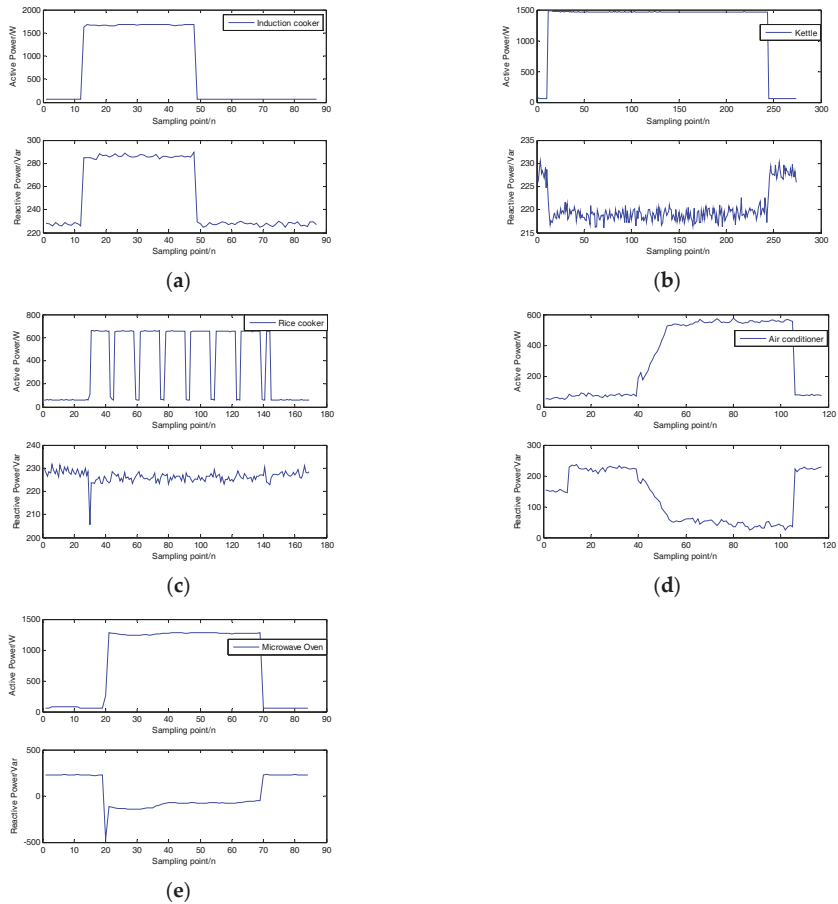 2000
1500
1000
500
0
Active Power/W
Induction cooker
0 10 20 30 40 50 60 70 80 90
Sampling point/n
300
280
260
240
220
Reactive Power/Var
0 10 20 30 40 50 60 70 80 90
Sampling point/n
(a)
1500
1000
500
0
Active Power/W
Kettle
0 50 100 150 200 250 300
Sampling point/n
235
230
225
220
215
Reactive Power/Var
0 50 100 150 200 250 300
Sampling point/n
(b)
800
600
400
200
0
Active Power/W
Rice cooker
0 20 40 60 80 100 120 140 160 180
Sampling point/n
240
230
220
210
200
Reactive Power/Var
0 20 40 60 80 100 120 140 160 180
Sampling point/n
(c)
600
400
200
0
Active Power/W
Air conditioner
0 20 40 60 80 100 120
Sampling point/n
300
200
100
0
Reactive Power/Var
0 20 40 60 80 100 120
Sampling point/n
(d)
1500
1000
500
0
Active Power/W
Microwave Oven
0 10 20 30 40 50 60 70 80 90
Sampling point/n
500
0
-500
Reactive Power/Var
0 10 20 30 40 50 60 70 80 90
Sampling point/n
(e)